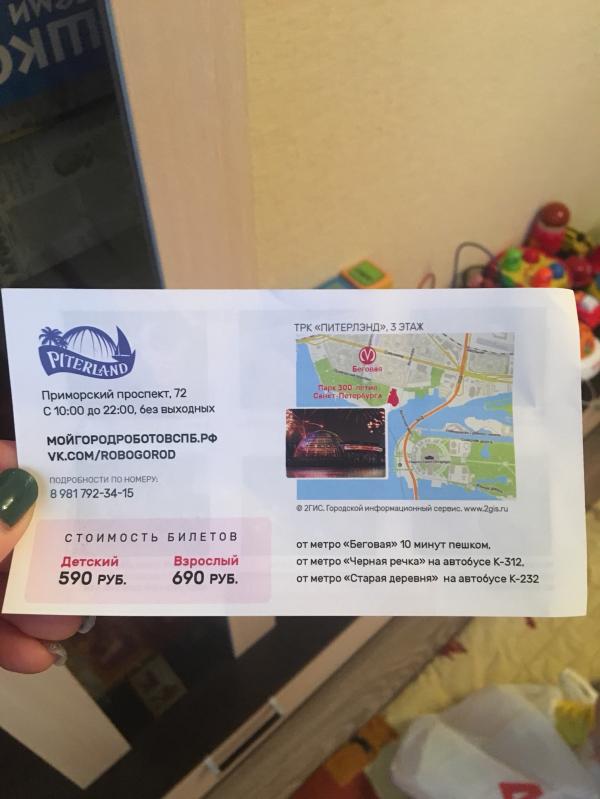 ШКО
PITERLAND
Приморский проспект, 72
С 10:00 до 22:00, без выходных
МОЙГОРОДРОБОТОВСПБ.РФ
VK.COM/ROBOGOROD
ПОДРОБНОСТИ ПО НОМЕРУ:
8 981 792-34-15
СТОИМОСТЬ БИЛЕТОВ
Детский Взрослый
590 РУБ. 690 РУБ.
ТРК «ПИТЕРЛЭНД», 3 ЭТАЖ
Беговая
Парк 300-летия
Санкт-Петербурга
© 2ГИС. Городской информационный сервис. www.2gis.ru
от метро «Беговая» 10 минут пешком,
от метро «Черная речка» на автобусе К-312,
от метро «Старая деревня» на автобусе К-232